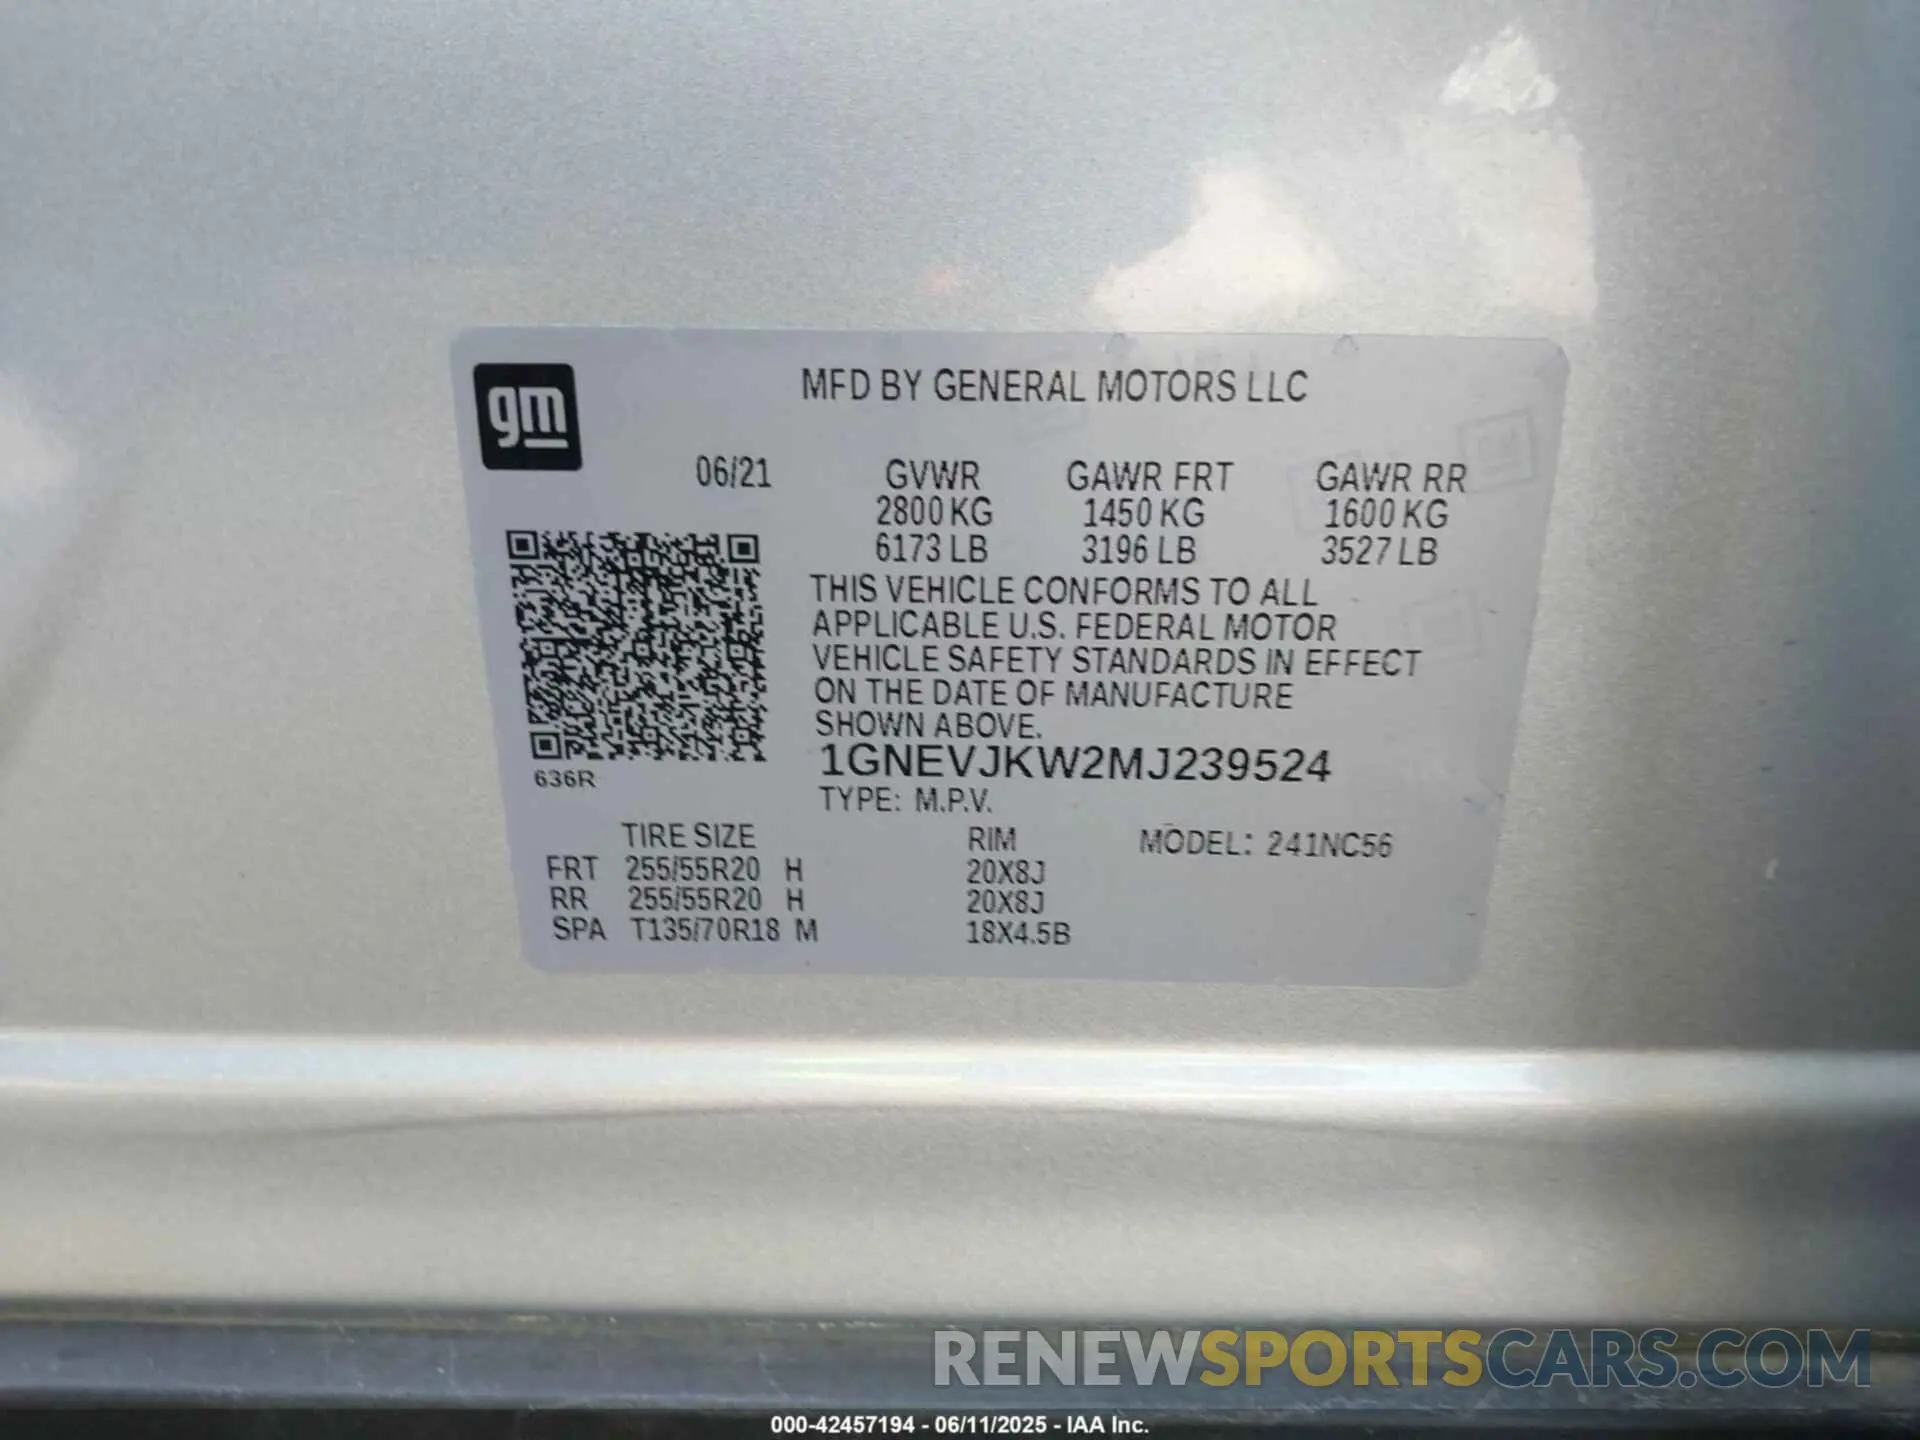 gm
MFD BY GENERAL MOTORS LLC
06/21 GVWR GAWR FRT GAWR RR
2800 KG 1450 KG 1600 KG
6173 LB 3196 LB 3527 LB
THIS VEHICLE CONFORMS TO ALL
APPLICABLE U.S. FEDERAL MOTOR
VEHICLE SAFETY STANDARDS IN EFFECT
ON THE DATE OF MANUFACTURE
SHOWN ABOVE.
1GNEVJKW2MJ239524
636R
TYPE: M.P.V.
TIRE SIZE RIM MODEL: 241NC56
FRT 255/55R20 H 20X8J
RR 255/55R20 H 20X8J
SPA T135/70R18 M 18X4.5B
RENEWSPORTSCARS.COM
000-42457194 - 06/11/2025 - IAA Inc.